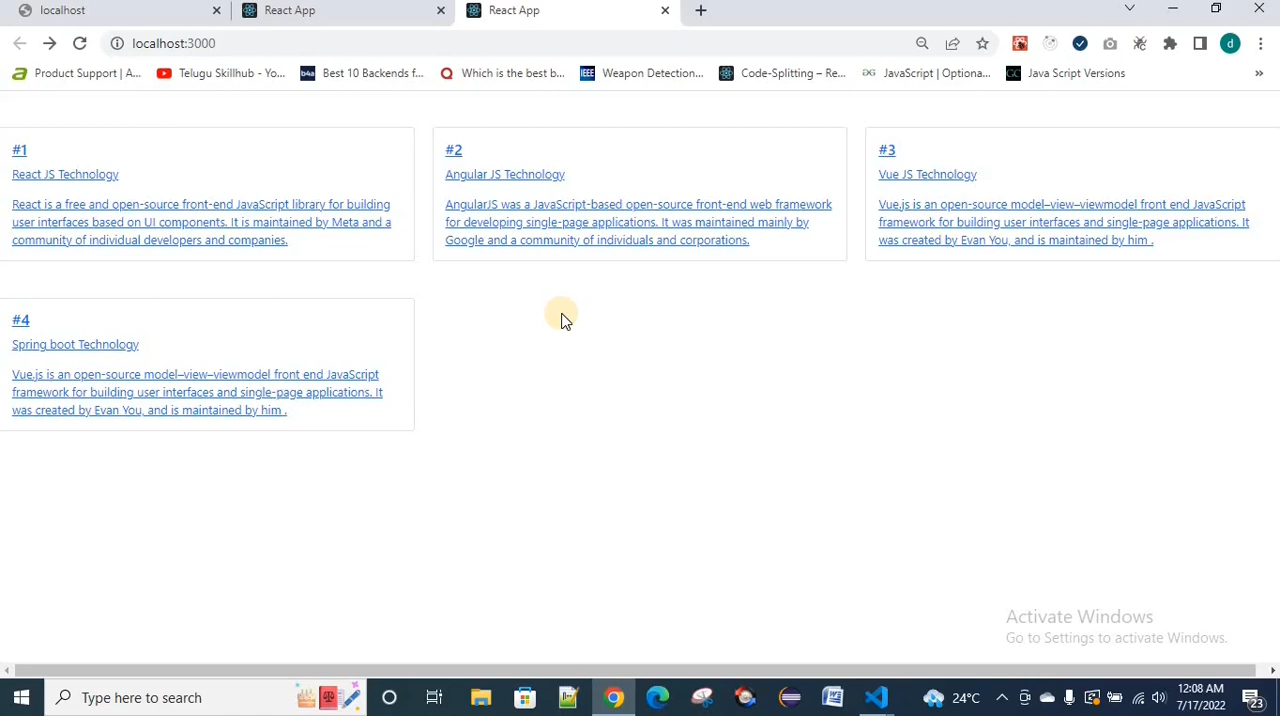 localhost
React App
React App
localhost:3000
Product Support | A...
Telugu Skillhub - Yo...
b4a
Best 10 Backends f...
Which is the best b...
IEEE
Weapon Detection...
Code-Splitting – Re...
JavaScript | Optiona...
GC
Java Script Versions
d
#1
React JS Technology
React is a free and open-source front-end JavaScript library for building
user interfaces based on UI components. It is maintained by Meta and a
community of individual developers and companies.
#2
Angular JS Technology
AngularJS was a JavaScript-based open-source front-end web framework
for developing single-page applications. It was maintained mainly by
Google and a community of individuals and corporations.
#3
Vue JS Technology
Vue.js is an open-source model–view–viewmodel front end JavaScript
framework for building user interfaces and single-page applications. It
was created by Evan You, and is maintained by him .
#4
Spring boot Technology
Vue.js is an open-source model–view–viewmodel front end JavaScript
framework for building user interfaces and single-page applications. It
was created by Evan You, and is maintained by him .
Activate Windows
Go to Settings to activate Windows.
Type here to search
24°C
12:08 AM
7/17/2022
23